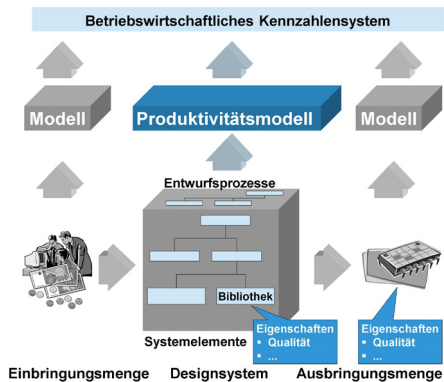 Betriebswirtschaftliches Kennzahlensystem
Modell
Produktivitätsmodell
Modell
Entwurfsprozesse
Bibliothek
Systemelemente
Eigenschaften
▪ Qualität
▪ ...
Eigenschaften
▪ Qualität
▪ ...
Einbringungsmenge
Designsystem
Ausbringungsmenge